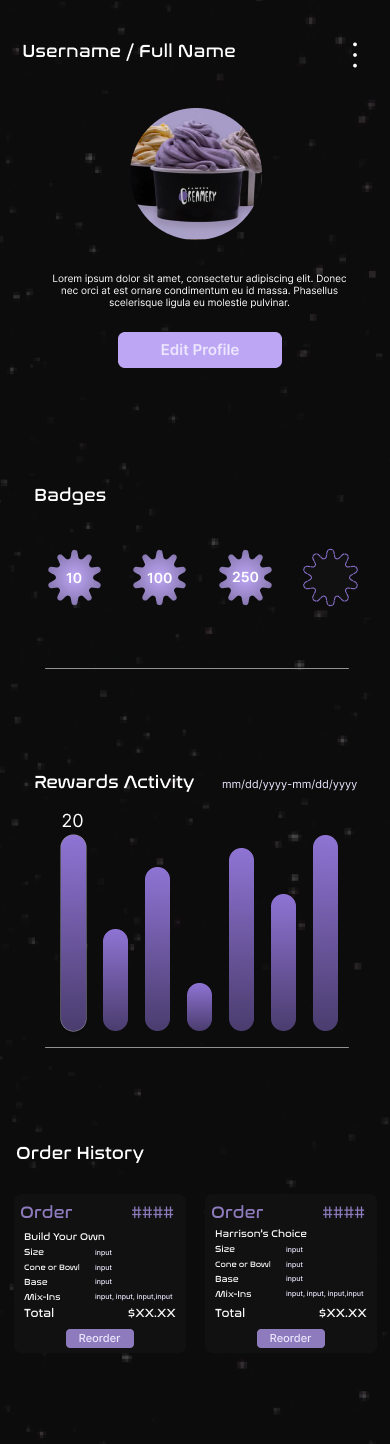 Username / Full Name
CREAMERY
Lorem ipsum dolor sit amet, consectetur adipiscing elit. Donec
nec orci at est ornare condimentum eu id massa. Phasellus
scelerisque ligula eu molestie pulvinar.
Edit Profile
Badges
10
100
250
Rewards Activity
mm/dd/yyyy-mm/dd/yyyy
20
Order History
Order ####
Build Your Own
Size input
Cone or Bowl input
Base input
Mix-Ins input, input, input,input
Total $XX.XX
Reorder
Order ####
Harrison's Choice
Size input
Cone or Bowl input
Base input
Mix-Ins input, input, input,input
Total $XX.XX
Reorder